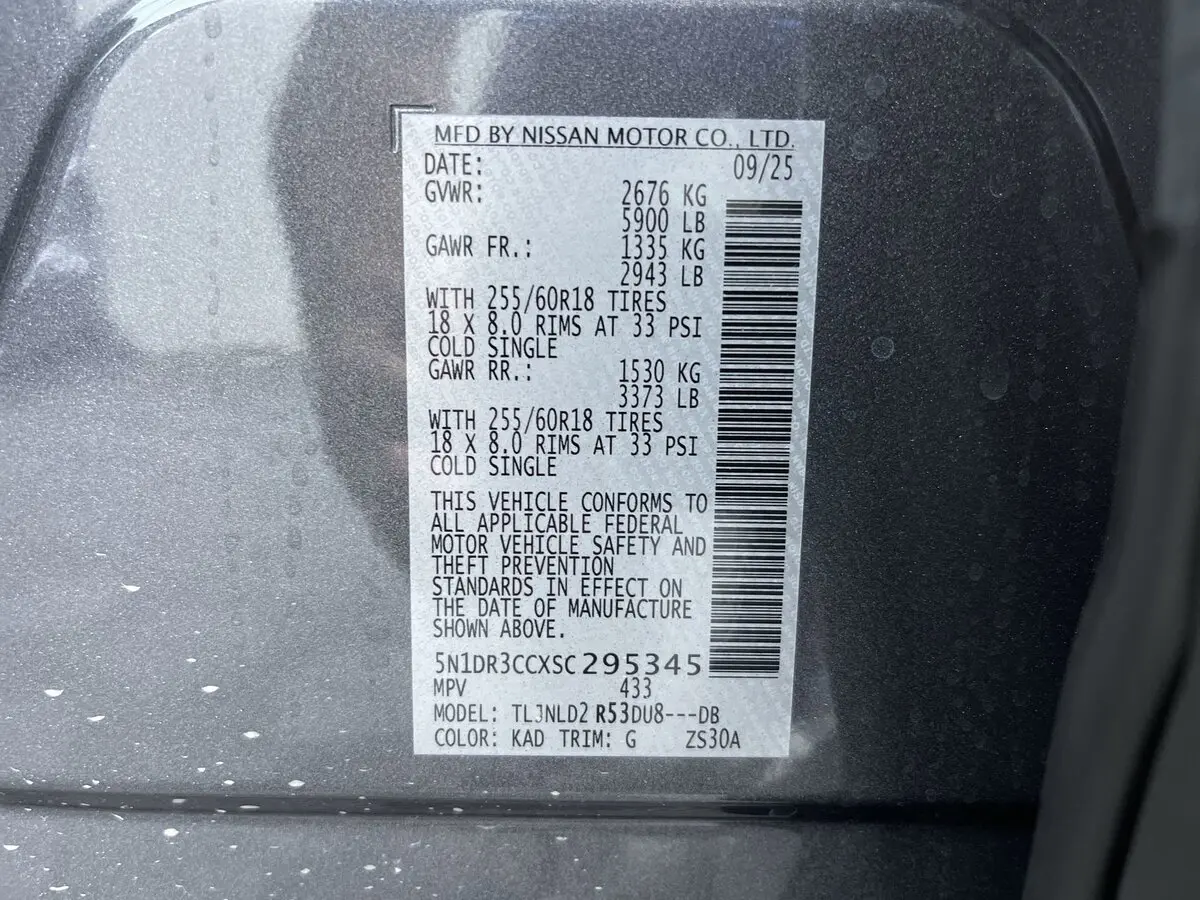 MFD BY NISSAN MOTOR CO., LTD.
DATE: 09/25
GVWR: 2676 KG
5900 LB
GAWR FR.: 1335 KG
2943 LB
WITH 255/60R18 TIRES
18 X 8.0 RIMS AT 33 PSI
COLD SINGLE
GAWR RR.: 1530 KG
3373 LB
WITH 255/60R18 TIRES
18 X 8.0 RIMS AT 33 PSI
COLD SINGLE
THIS VEHICLE CONFORMS TO
ALL APPLICABLE FEDERAL
MOTOR VEHICLE SAFETY AND
THEFT PREVENTION
STANDARDS IN EFFECT ON
THE DATE OF MANUFACTURE
SHOWN ABOVE.
5N1DR3CCXSC295345
MPV 433
MODEL: TLJNLD2 R53DU8---DB
COLOR: KAD TRIM: G ZS30A